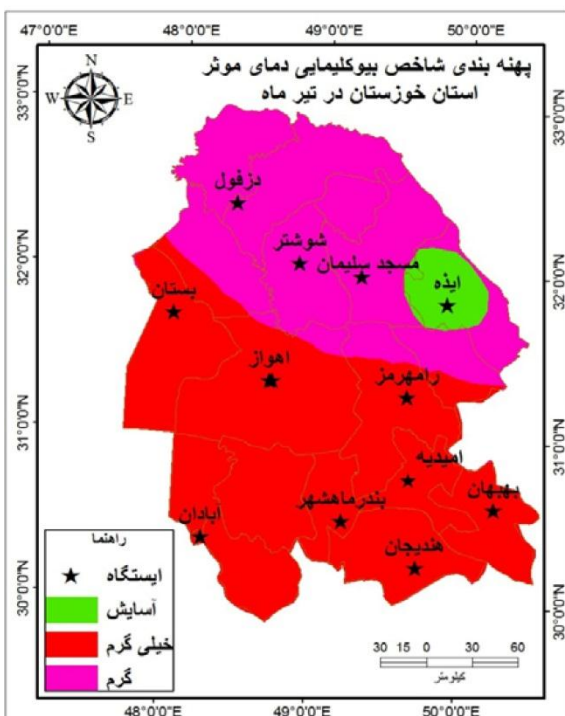 47°0'0"E 48°0'0"E 49°0'0"E 50°0'0"E
پهنه بندی شاخص بیوکلیمایی دمای موثر
استان خوزستان در تیر ماه
N
W E
S
33°0'0"N 33°0'0"N
دزفول
شوشتر
مسجد سلیمان
32°0'0"N 32°0'0"N
ایذه
بستان
اهواز
رامهرمز
31°0'0"N 31°0'0"N
امیدیه
بهبهان
بندرماهشهر
آبادان
هندیجان
30°0'0"N 30°0'0"N
راهنما
ایستگاه
آسایش
خیلی گرم
گرم
30 15 0 30 60
کیلومتر
48°0'0"E 49°0'0"E 50°0'0"E